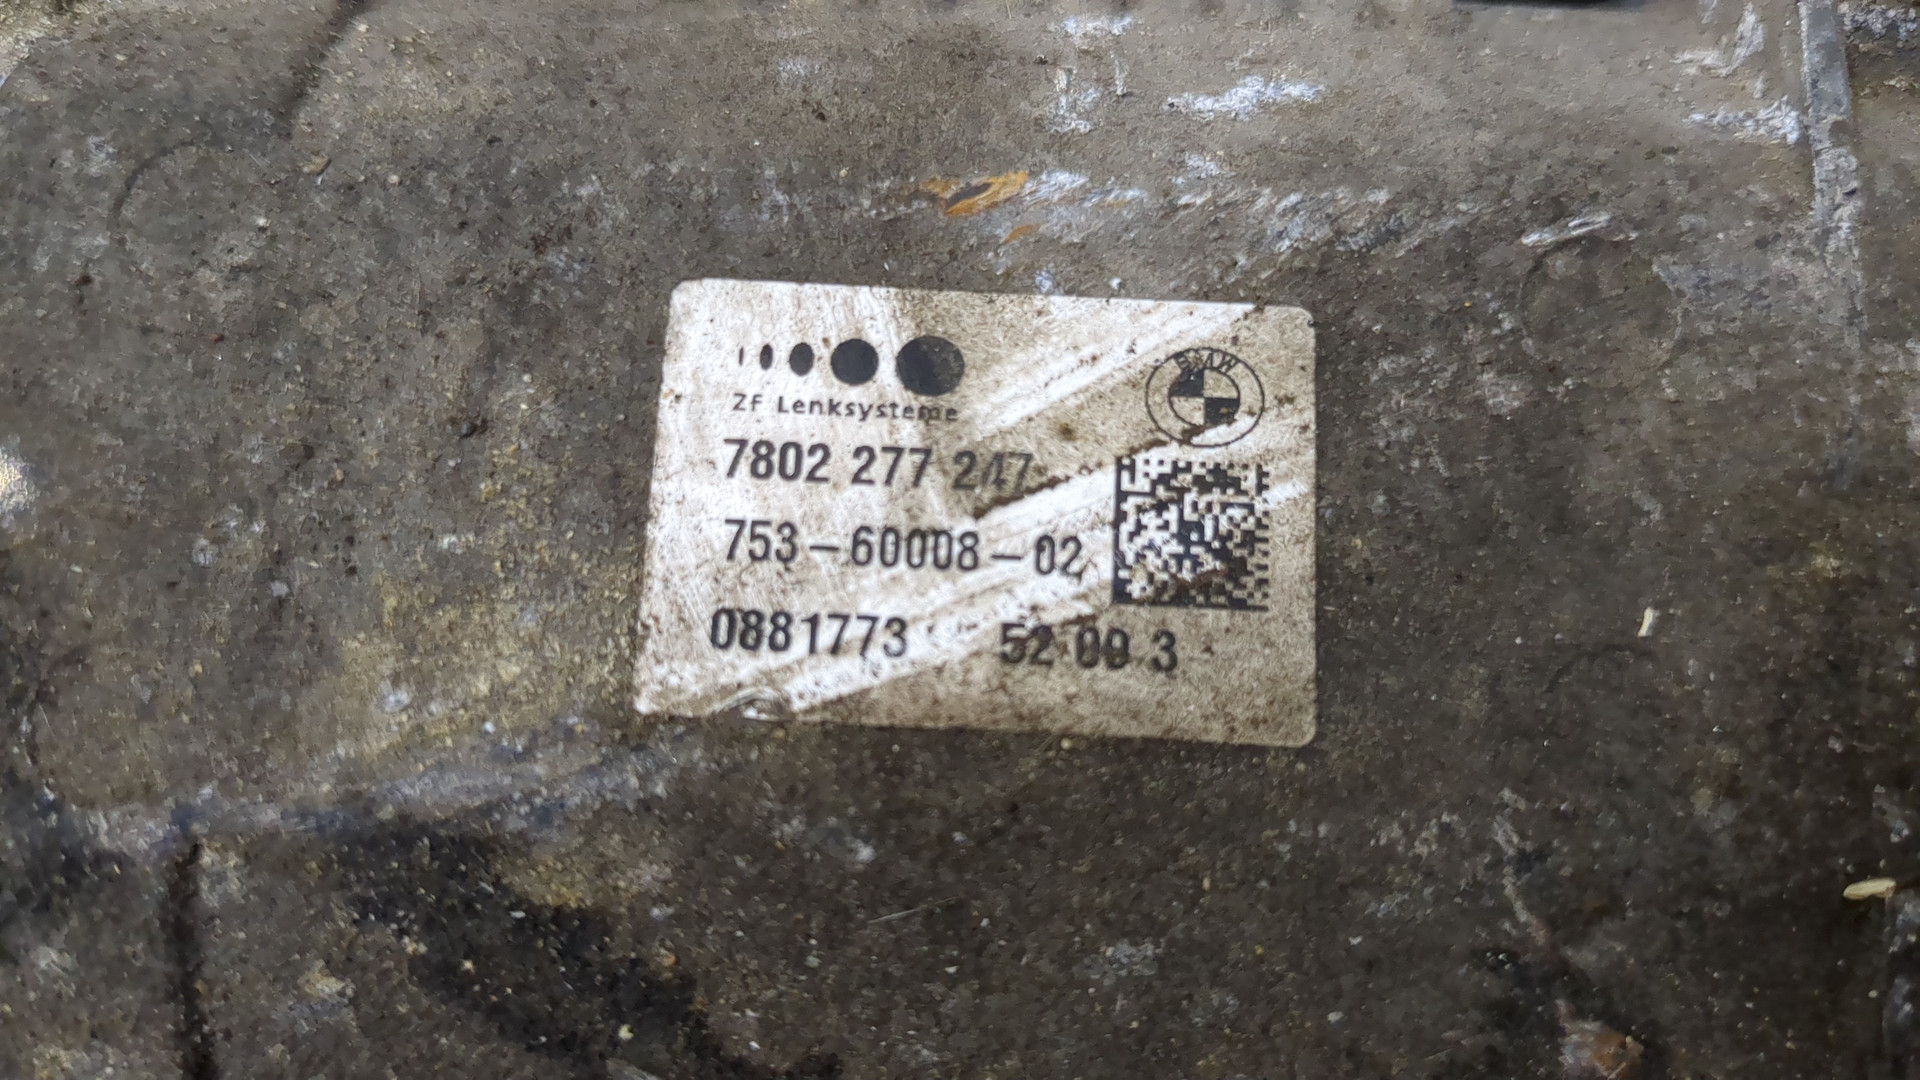 BMW
ZF Lenksysteme
7802 277 247
753-60008-02
0881773 52 09 3